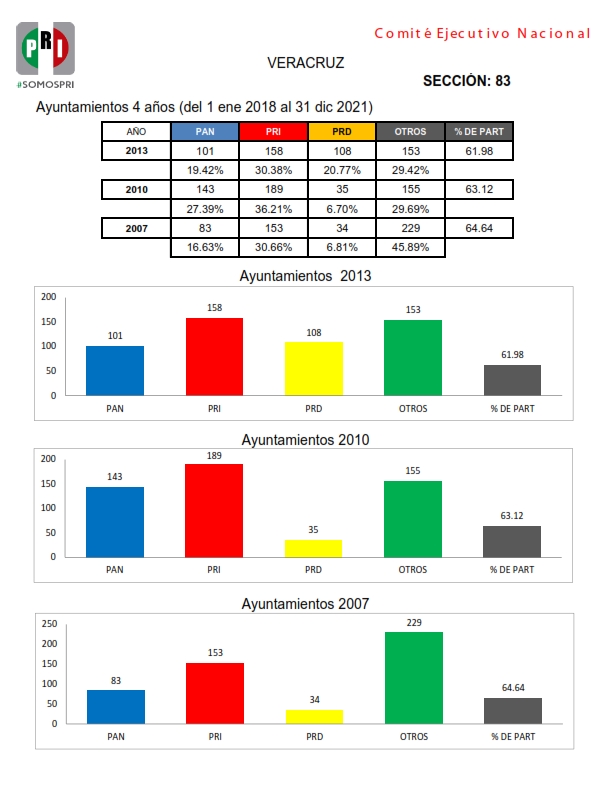 Comité Ejecutivo Nacional
PRI
#SOMOSPRI
VERACRUZ
SECCIÓN: 83
Ayuntamientos 4 años (del 1 ene 2018 al 31 dic 2021)
AÑO PAN PRI PRD OTROS % DE PART
2013 101 158 108 153 61.98
19.42% 30.38% 20.77% 29.42%
2010 143 189 35 155 63.12
27.39% 36.21% 6.70% 29.69%
2007 83 153 34 229 64.64
16.63% 30.66% 6.81% 45.89%
Ayuntamientos 2013
200
150
100
50
0
101 158 108 153 61.98
PAN PRI PRD OTROS % DE PART
Ayuntamientos 2010
200
150
100
50
0
143 189 35 155 63.12
PAN PRI PRD OTROS % DE PART
Ayuntamientos 2007
250
200
150
100
50
0
83 153 34 229 64.64
PAN PRI PRD OTROS % DE PART